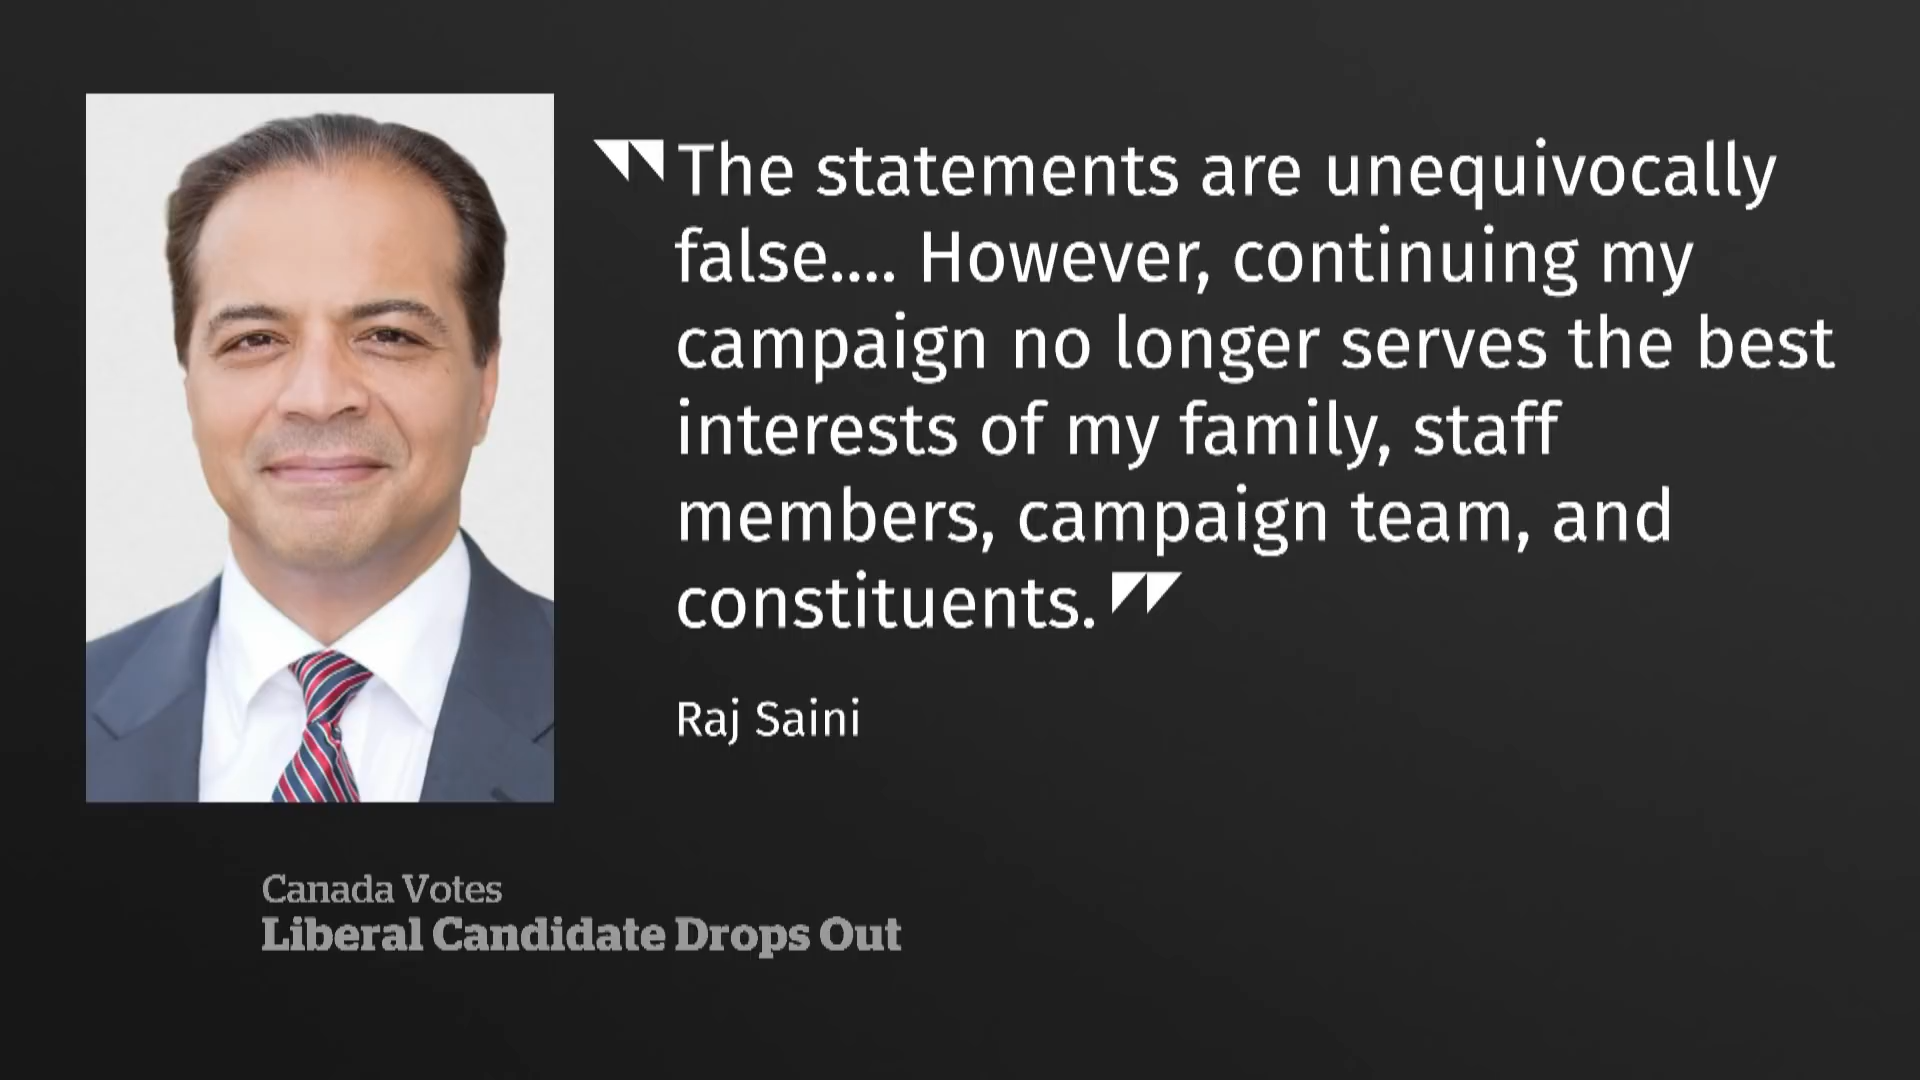 "The statements are unequivocally
false.... However, continuing my
campaign no longer serves the best
interests of my family, staff
members, campaign team, and
constituents."
Raj Saini
Canada Votes
Liberal Candidate Drops Out